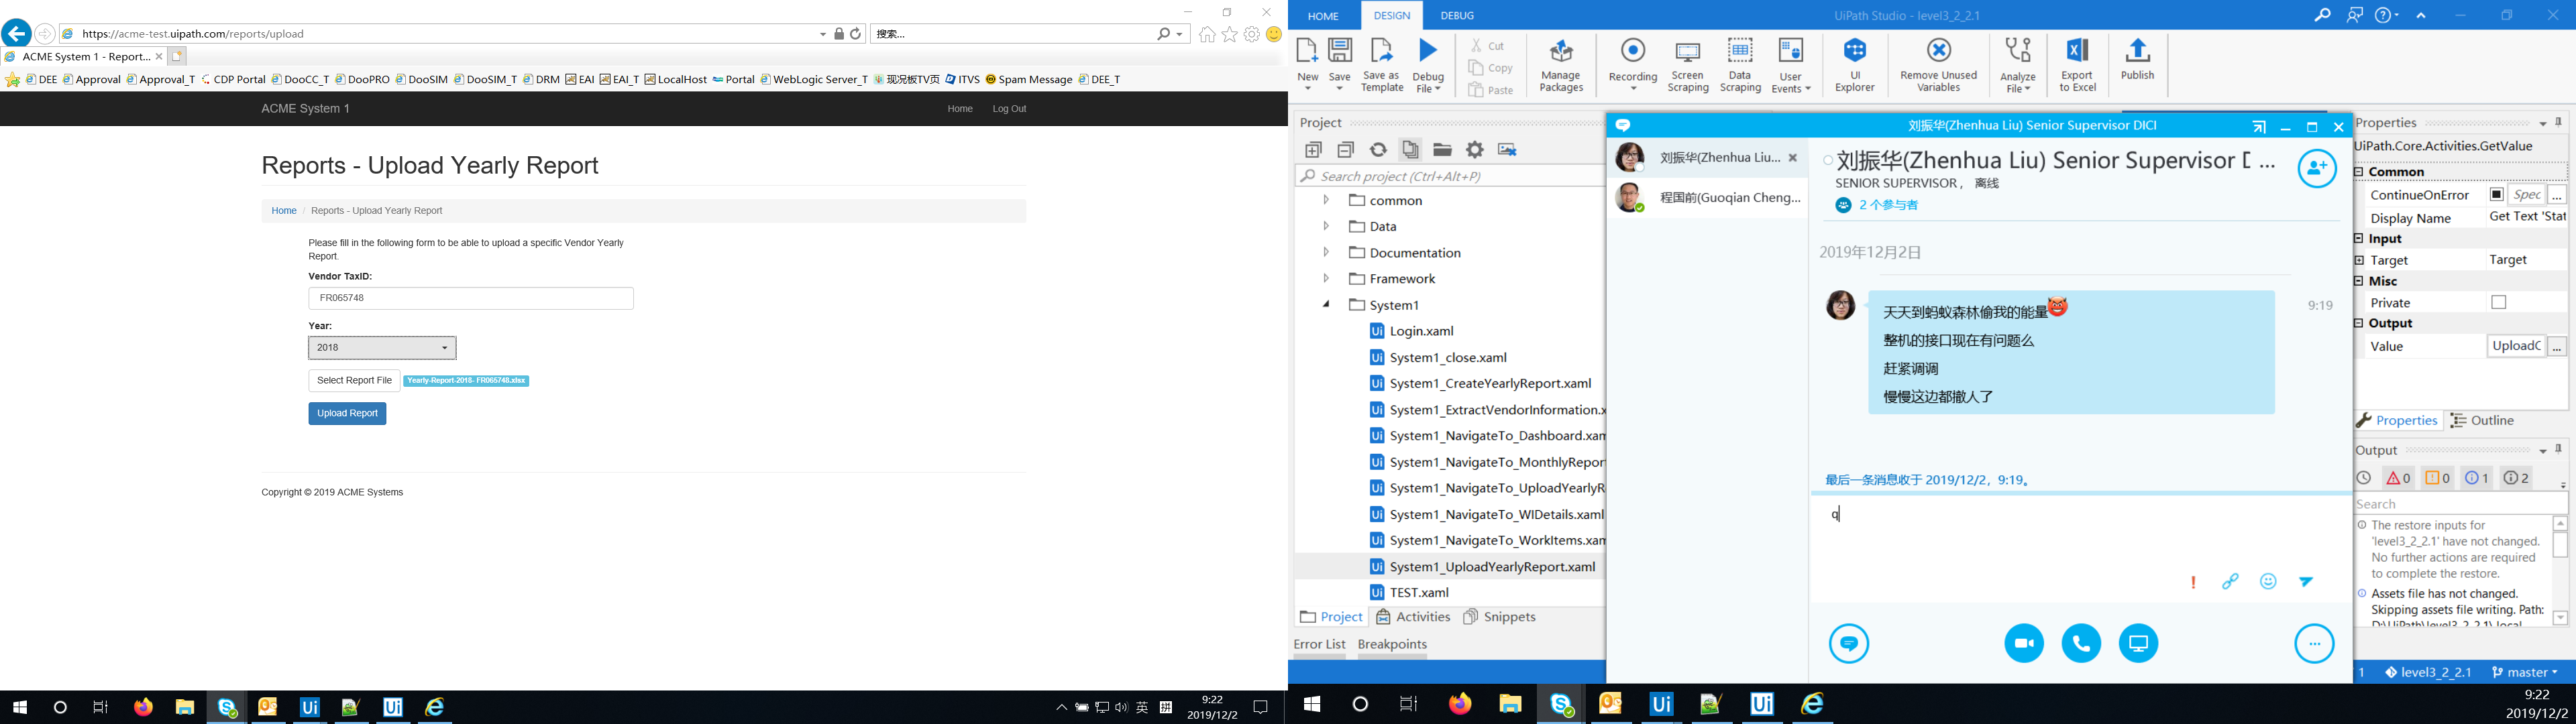 https://acme-test.uipath.com/reports/upload
搜索...
ACME System 1 - Report...
DEE
Approval
Approval_T
CDP Portal
DooCC_T
DooPRO
DooSIM
DooSIM_T
DRM
EAI
EAI_T
LocalHost
Portal
WebLogic Server_T
现况板TV页
ITVS
Spam Message
DEE_T
ACME System 1
Home
Log Out
Reports - Upload Yearly Report
Home / Reports - Upload Yearly Report
Please fill in the following form to be able to upload a specific Vendor Yearly
Report.
Vendor TaxID:
FR065748
Year:
2018
Select Report File
Yearly-Report-2018- FR065748.xlsx
Upload Report
Copyright © 2019 ACME Systems
英
拼
9:22
2019/12/2
HOME
DESIGN
DEBUG
UiPath Studio - level3_2_2.1
New
Save
Save as
Template
Debug
File
Cut
Copy
Paste
Manage
Packages
Recording
Screen
Scraping
Data
Scraping
User
Events
UI
Explorer
Remove Unused
Variables
Analyze
File
Export
to Excel
Publish
Project
Search project (Ctrl+Alt+P)
common
Data
Documentation
Framework
System1
Login.xaml
System1_close.xaml
System1_CreateYearlyReport.xaml
System1_ExtractVendorInformation.x
System1_NavigateTo_Dashboard.xam
System1_NavigateTo_MonthlyReport
System1_NavigateTo_UploadYearlyR
System1_NavigateTo_WIDetails.xaml
System1_NavigateTo_WorkItems.xam
System1_UploadYearlyReport.xaml
TEST.xaml
Project
Activities
Snippets
Error List
Breakpoints
刘振华(Zhenhua Liu) Senior Supervisor DICI
刘振华(Zhenhua Liu...
程国前(Guoqian Cheng...
刘振华(Zhenhua Liu) Senior Supervisor D ...
SENIOR SUPERVISOR ， 离线
2 个参与者
2019年12月2日
天天到蚂蚁森林偷我的能量
9:19
整机的接口现在有问题么
赶紧调调
慢慢这边都撤人了
最后一条消息收于 2019/12/2，9:19。
q
Properties
UiPath.Core.Activities.GetValue
Common
ContinueOnError
Spec
...
Display Name
Get Text 'Stat
Input
Target
Target
Misc
Private
Output
Value
UploadC
...
Properties
Outline
Output
0
0
1
2
Search
The restore inputs for
'level3_2_2.1' have not changed.
No further actions are required
to complete the restore.
Assets file has not changed.
Skipping assets file writing. Path:
D:\UiPath\level3_2_2.1\.local
1
level3_2_2.1
master
9:22
2019/12/2